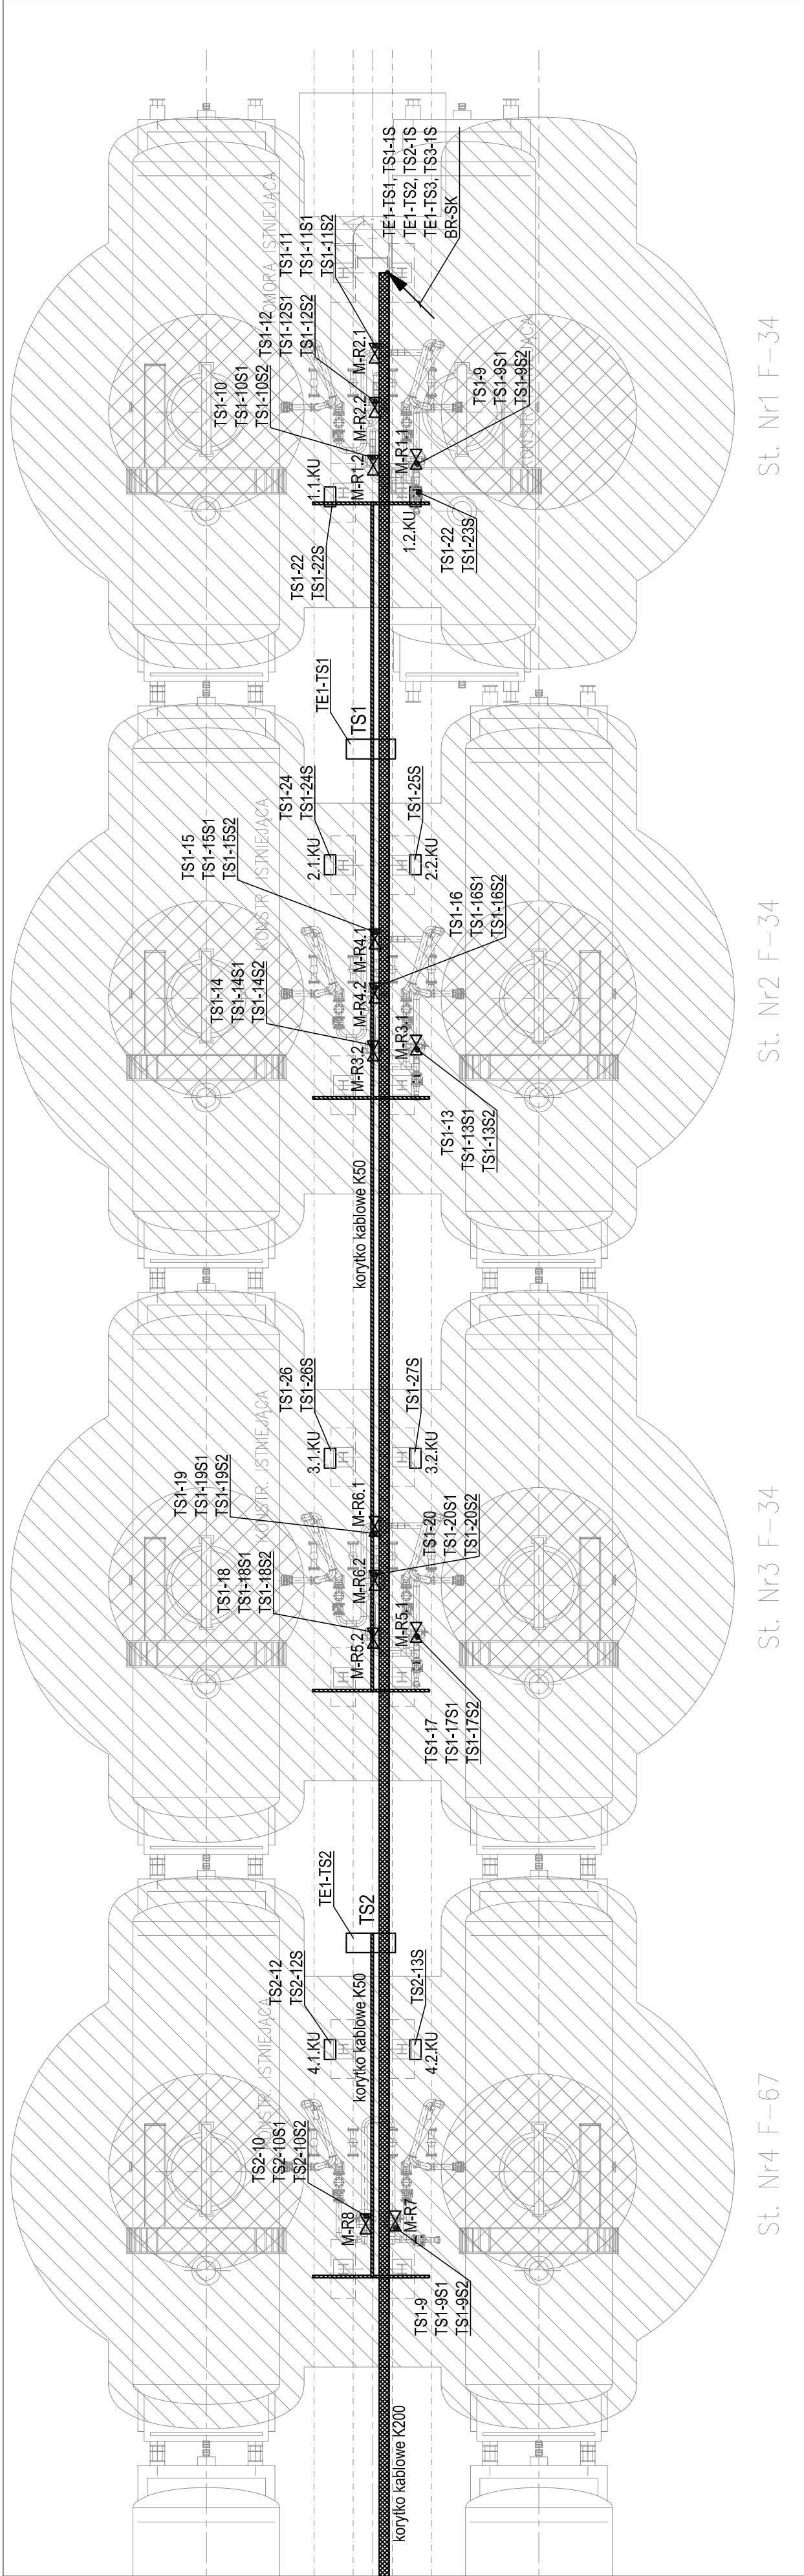 TE1-TS1, TS1-1S
TE1-TS2, TS2-1S
TE1-TS3, TS3-1S
BR-SK
TS1-11
TS1-11S1
TS1-11S2
TS1-12
TS1-12S1
TS1-12S2
TS1-10
TS1-10S1
TS1-10S2
KOMORA ISTNIEJĄCA
M-R2.1
M-R2.2
M-R1.2
M-R1.1
TS1-9
TS1-9S1
TS1-9S2
KONSTR. ISTNIEJĄCA
1.1.KU
1.2.KU
TS1-22
TS1-22S
TS1-22
TS1-23S
St. Nr1 F-34
TE1-TS1
TS1
TS1-24
TS1-24S
2.1.KU
TS1-25S
2.2.KU
KONSTR. ISTNIEJĄCA
TS1-15
TS1-15S1
TS1-15S2
M-R4.1
M-R4.2
TS1-16
TS1-16S1
TS1-16S2
TS1-14
TS1-14S1
TS1-14S2
M-R3.2
M-R3.1
TS1-13
TS1-13S1
TS1-13S2
St. Nr2 F-34
korytko kablowe K50
TS1-26
TS1-26S
3.1.KU
TS1-27S
3.2.KU
KONSTR. ISTNIEJĄCA
TS1-19
TS1-19S1
TS1-19S2
M-R6.1
M-R6.2
TS1-20
TS1-20S1
TS1-20S2
TS1-18
TS1-18S1
TS1-18S2
M-R5.2
M-R5.1
TS1-17
TS1-17S1
TS1-17S2
St. Nr3 F-34
TE1-TS2
TS2
TS2-12
TS2-12S
4.1.KU
TS2-13S
4.2.KU
korytko kablowe K50
KONSTR. ISTNIEJĄCA
TS2-10
TS2-10S1
TS2-10S2
M-R8
M-R7
TS1-9
TS1-9S1
TS1-9S2
St. Nr4 F-67
korytko kablowe K200